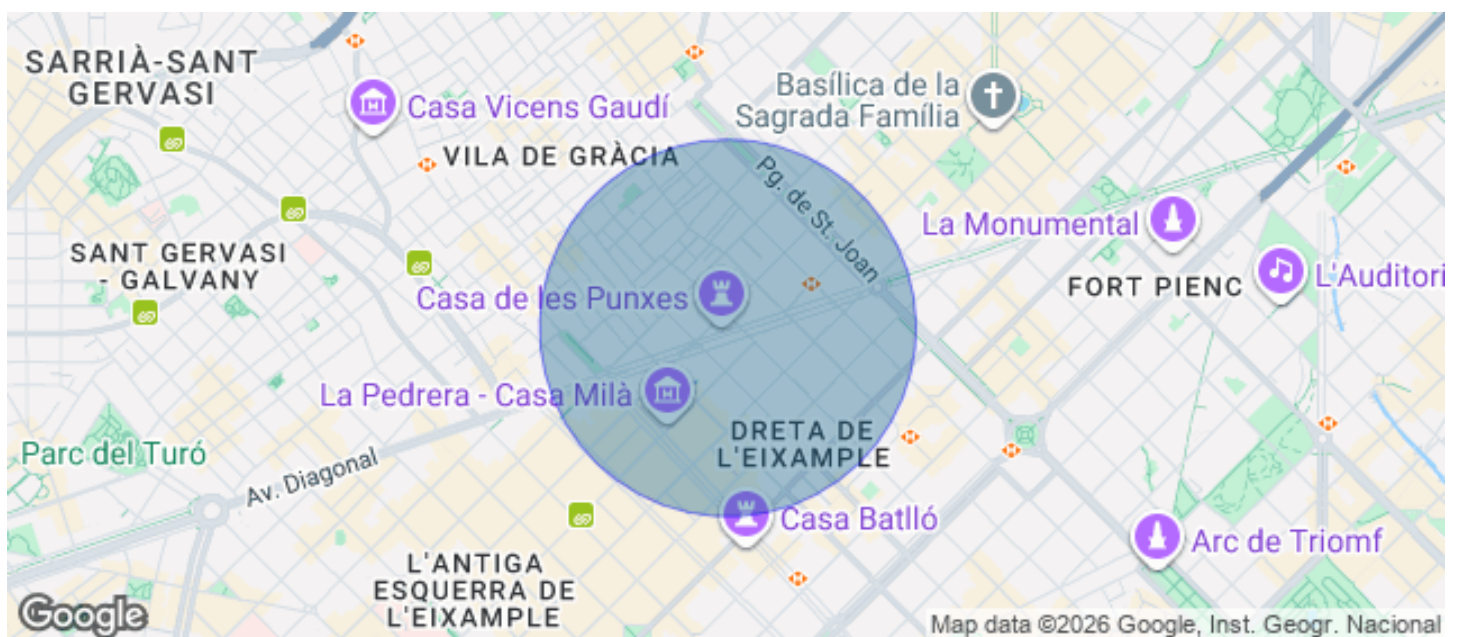 SARRIÀ-SANT
GERVASI
Casa Vicens Gaudí
Basílica de la
Sagrada Família
VILA DE GRÀCIA
Pg. de St. Joan
La Monumental
SANT GERVASI
- GALVANY
FORT PIENC
L'Auditori
Casa de les Punxes
La Pedrera - Casa Milà
DRETA DE
L'EIXAMPLE
Parc del Turó
Av. Diagonal
Casa Batlló
Arc de Triomf
L'ANTIGA
ESQUERRA DE
L'EIXAMPLE
Google
Map data ©2026 Google, Inst. Geogr. Nacional